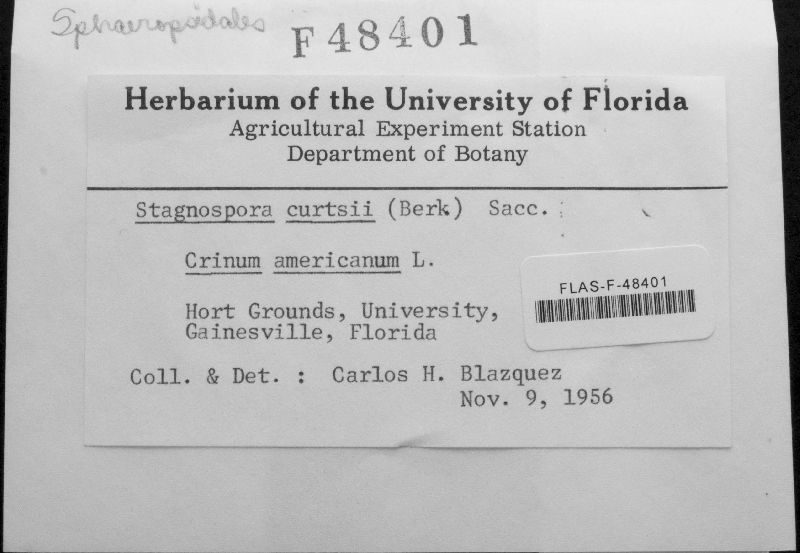 Sphaeropsidales
F48401
Herbarium of the University of Florida
Agricultural Experiment Station
Department of Botany
Stagnospora curtsii (Berk) Sacc.
Crinum americanum L.
FLAS-F-48401
Hort Grounds, University,
Gainesville, Florida
Coll. & Det. : Carlos H. Blazquez
Nov. 9, 1956